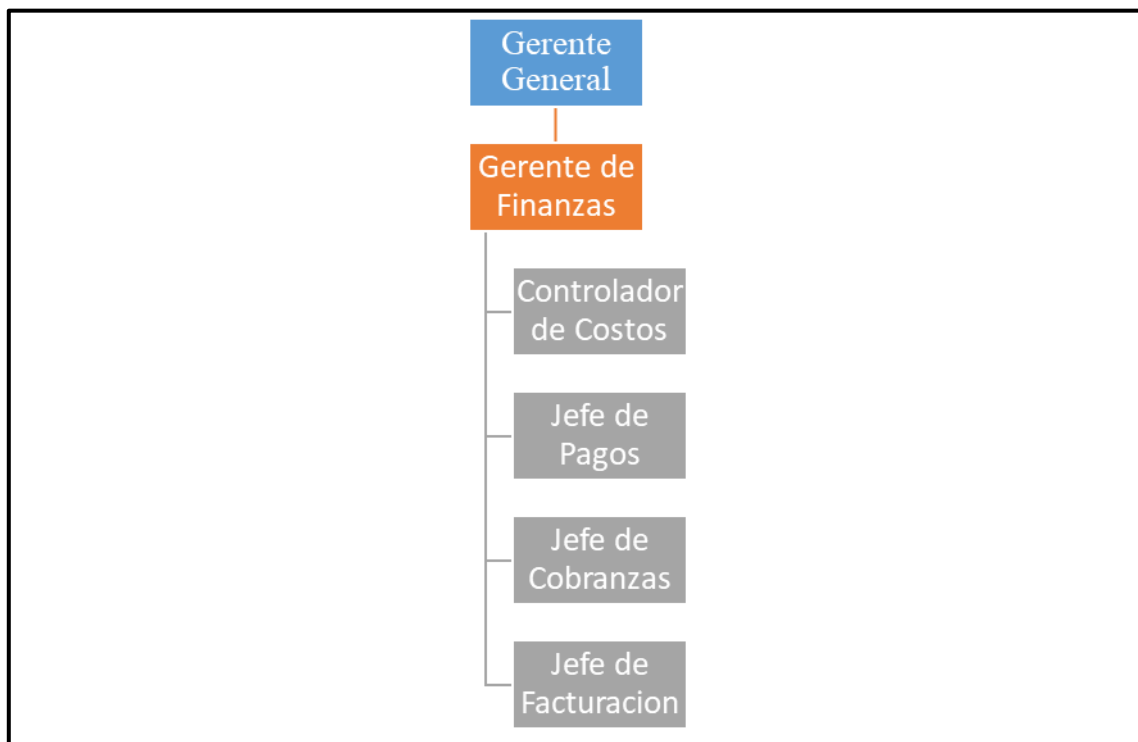 Gerente
General
Gerente de
Finanzas
Controlador
de Costos
Jefe de
Pagos
Jefe de
Cobranzas
Jefe de
Facturacion